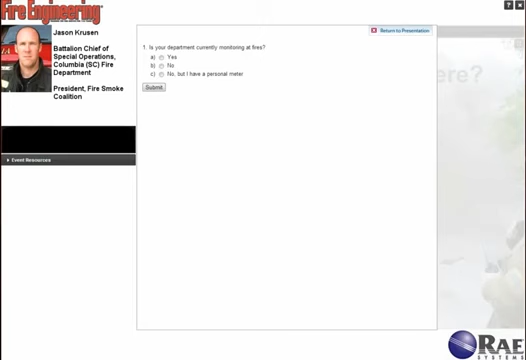 Fire Engineering
Jason Krusen
Battalion Chief of
Special Operations,
Columbia (SC) Fire
Department
President, Fire Smoke
Coalition
Event Resources
Return to Presentation
1. Is your department currently monitoring at fires?
a) Yes
b) No
c) No, but I have a personal meter
Submit
ere?
RAE
SYSTEMS